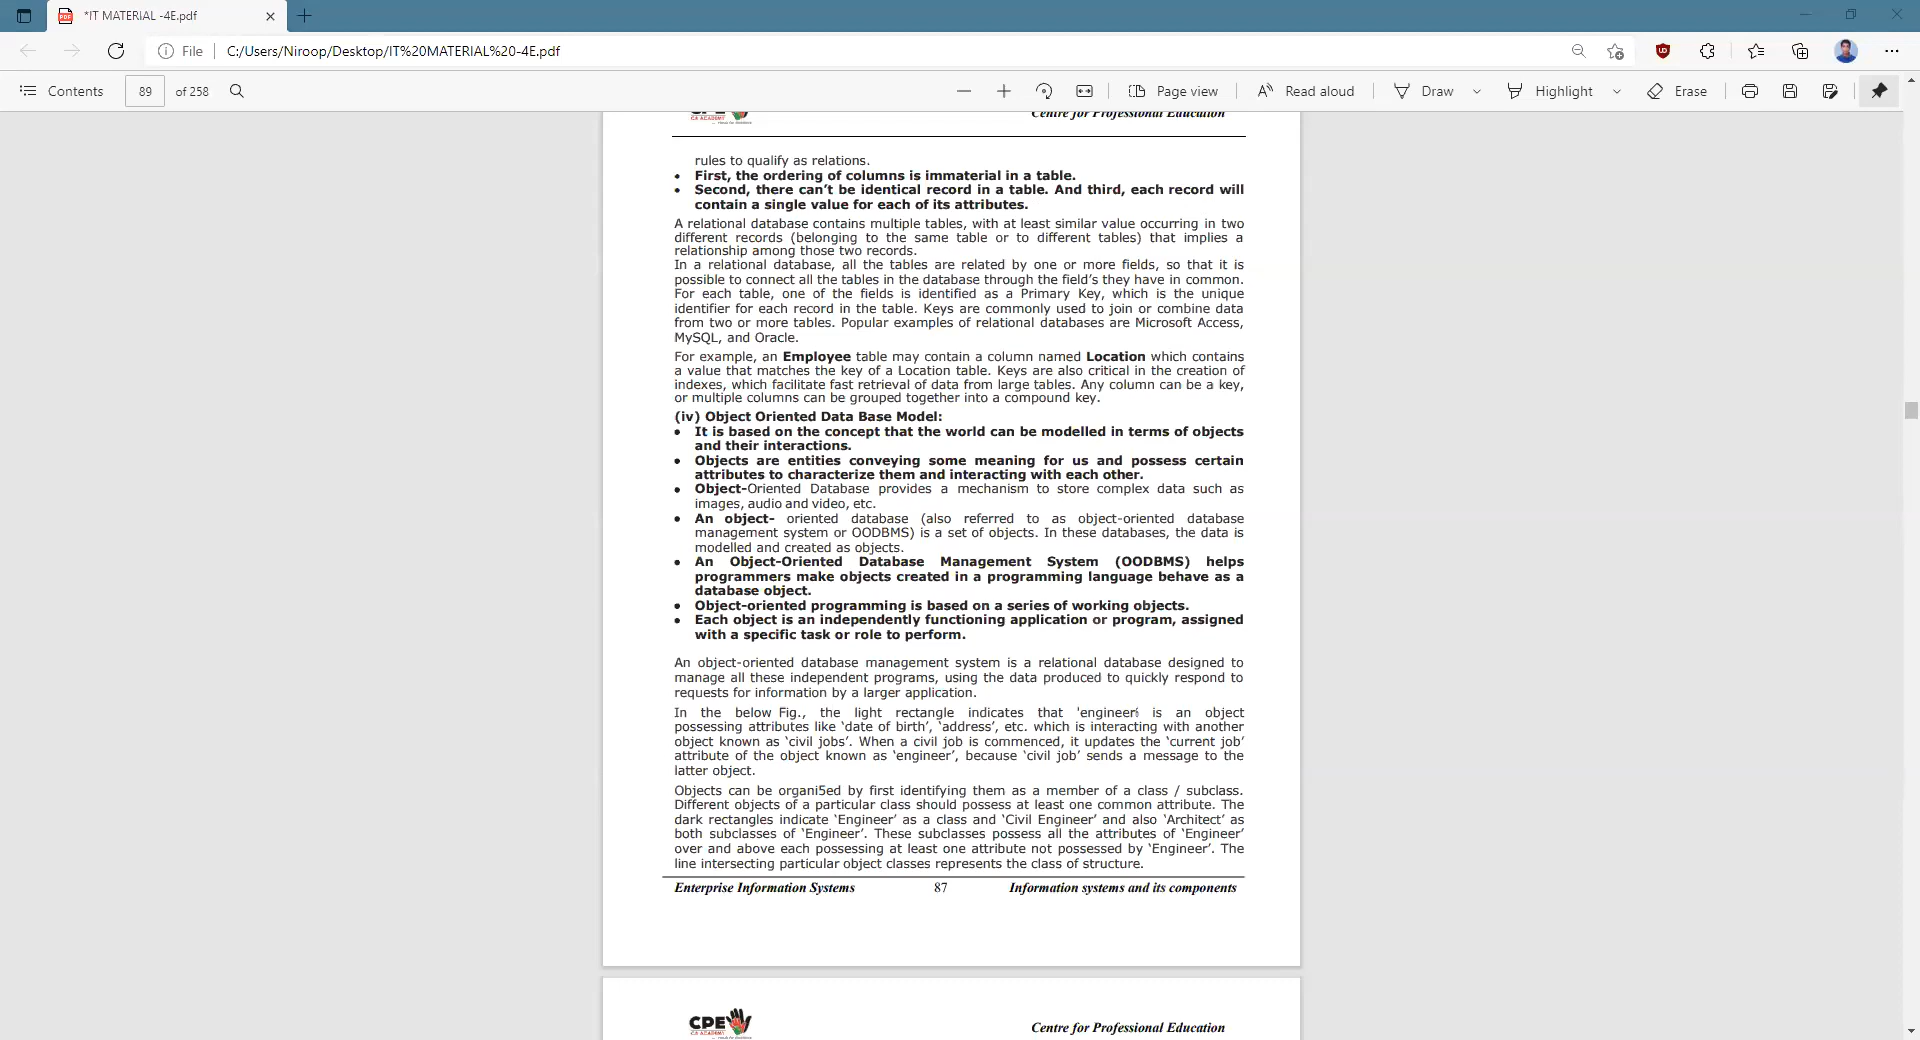 *IT MATERIAL -4E.pdf
File C:/Users/Niroop/Desktop/IT%20MATERIAL%20-4E.pdf
Contents 89 of 258 Page view Read aloud Draw Highlight Erase
CA ACADEMY Centre for Professional Education
rules to qualify as relations.
• First, the ordering of columns is immaterial in a table.
• Second, there can't be identical record in a table. And third, each record will
contain a single value for each of its attributes.
A relational database contains multiple tables, with at least similar value occurring in two
different records (belonging to the same table or to different tables) that implies a
relationship among those two records.
In a relational database, all the tables are related by one or more fields, so that it is
possible to connect all the tables in the database through the field's they have in common.
For each table, one of the fields is identified as a Primary Key, which is the unique
identifier for each record in the table. Keys are commonly used to join or combine data
from two or more tables. Popular examples of relational databases are Microsoft Access,
MySQL, and Oracle.
For example, an Employee table may contain a column named Location which contains
a value that matches the key of a Location table. Keys are also critical in the creation of
indexes, which facilitate fast retrieval of data from large tables. Any column can be a key,
or multiple columns can be grouped together into a compound key.
(iv) Object Oriented Data Base Model:
• It is based on the concept that the world can be modelled in terms of objects
and their interactions.
• Objects are entities conveying some meaning for us and possess certain
attributes to characterize them and interacting with each other.
• Object-Oriented Database provides a mechanism to store complex data such as
images, audio and video, etc.
• An object- oriented database (also referred to as object-oriented database
management system or OODBMS) is a set of objects. In these databases, the data is
modelled and created as objects.
• An Object-Oriented Database Management System (OODBMS) helps
programmers make objects created in a programming language behave as a
database object.
• Object-oriented programming is based on a series of working objects.
• Each object is an independently functioning application or program, assigned
with a specific task or role to perform.
An object-oriented database management system is a relational database designed to
manage all these independent programs, using the data produced to quickly respond to
requests for information by a larger application.
In the below Fig., the light rectangle indicates that 'engineer' is an object
possessing attributes like 'date of birth', 'address', etc. which is interacting with another
object known as 'civil jobs'. When a civil job is commenced, it updates the 'current job'
attribute of the object known as 'engineer', because 'civil job' sends a message to the
latter object.
Objects can be organi5ed by first identifying them as a member of a class / subclass.
Different objects of a particular class should possess at least one common attribute. The
dark rectangles indicate 'Engineer' as a class and 'Civil Engineer' and also 'Architect' as
both subclasses of 'Engineer'. These subclasses possess all the attributes of 'Engineer'
over and above each possessing at least one attribute not possessed by 'Engineer'. The
line intersecting particular object classes represents the class of structure.
Enterprise Information Systems 87 Information systems and its components
CPE
CA ACADEMY
Centre for Professional Education